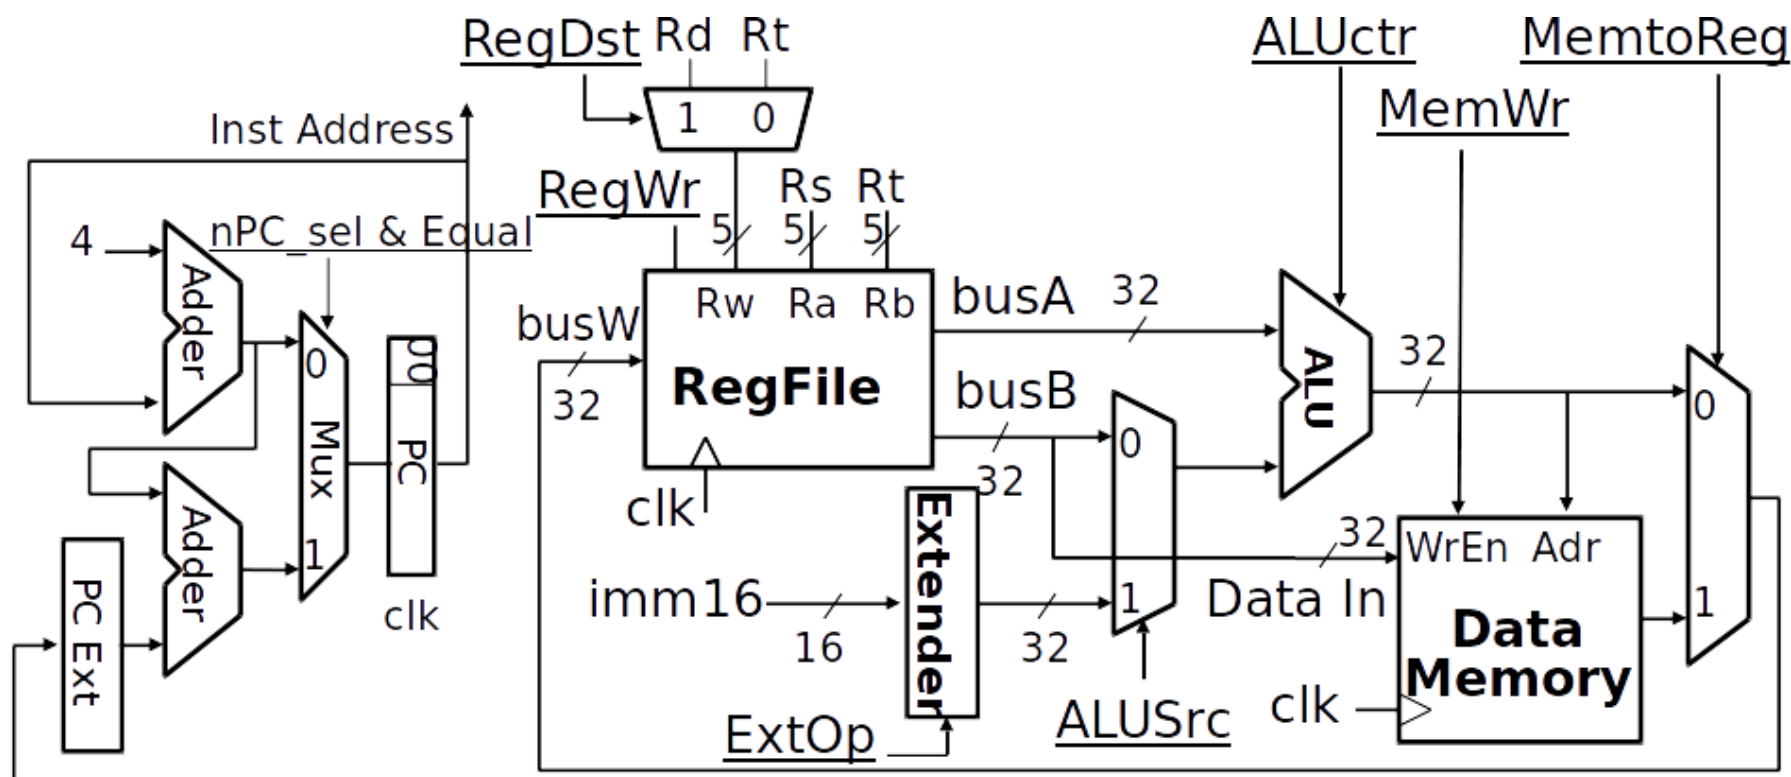 RegDst Rd Rt
1 0
ALUctr
MemtoReg
MemWr
Inst Address
RegWr
Rs Rt
5 5 5
4
nPC_sel & Equal
Adder
0
Mux
1
00
PC
clk
Adder
PC Ext
busW
32
Rw Ra Rb
RegFile
clk
busA
32
busB
32
0
1
ALU
32
0
1
imm16
16
Extender
32
ExtOp
ALUSrc
32
Data In
WrEn Adr
Data
Memory
clk